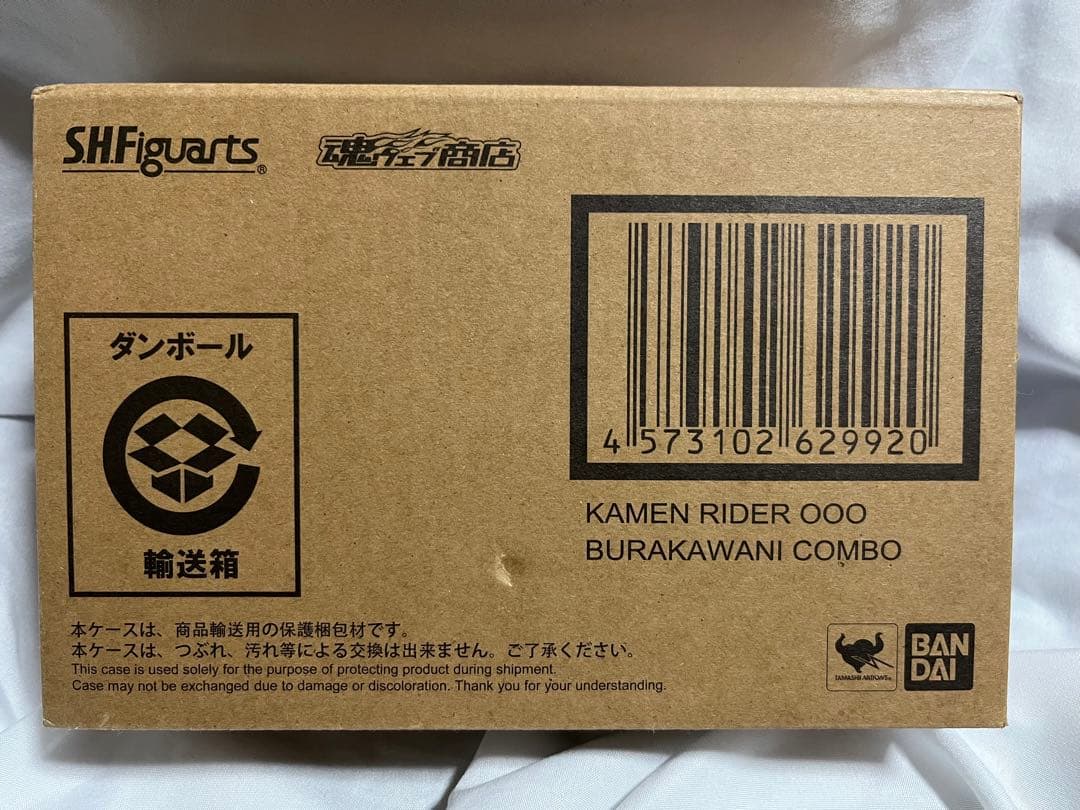 S.H.Figuarts®
魂ウェブ商店
4 573102 629920
KAMEN RIDER OOO
BURAKAWANI COMBO
ダンボール
輸送箱
本ケースは、商品輸送用の保護梱包材です。
本ケースは、つぶれ、汚れ等による交換は出来ません。ご了承ください。
This case is used solely for the purpose of protecting product during shipment.
Case may not be exchanged due to damage or discoloration. Thank you for your understanding.
TAMASHII NATIONS®
BAN
DAI